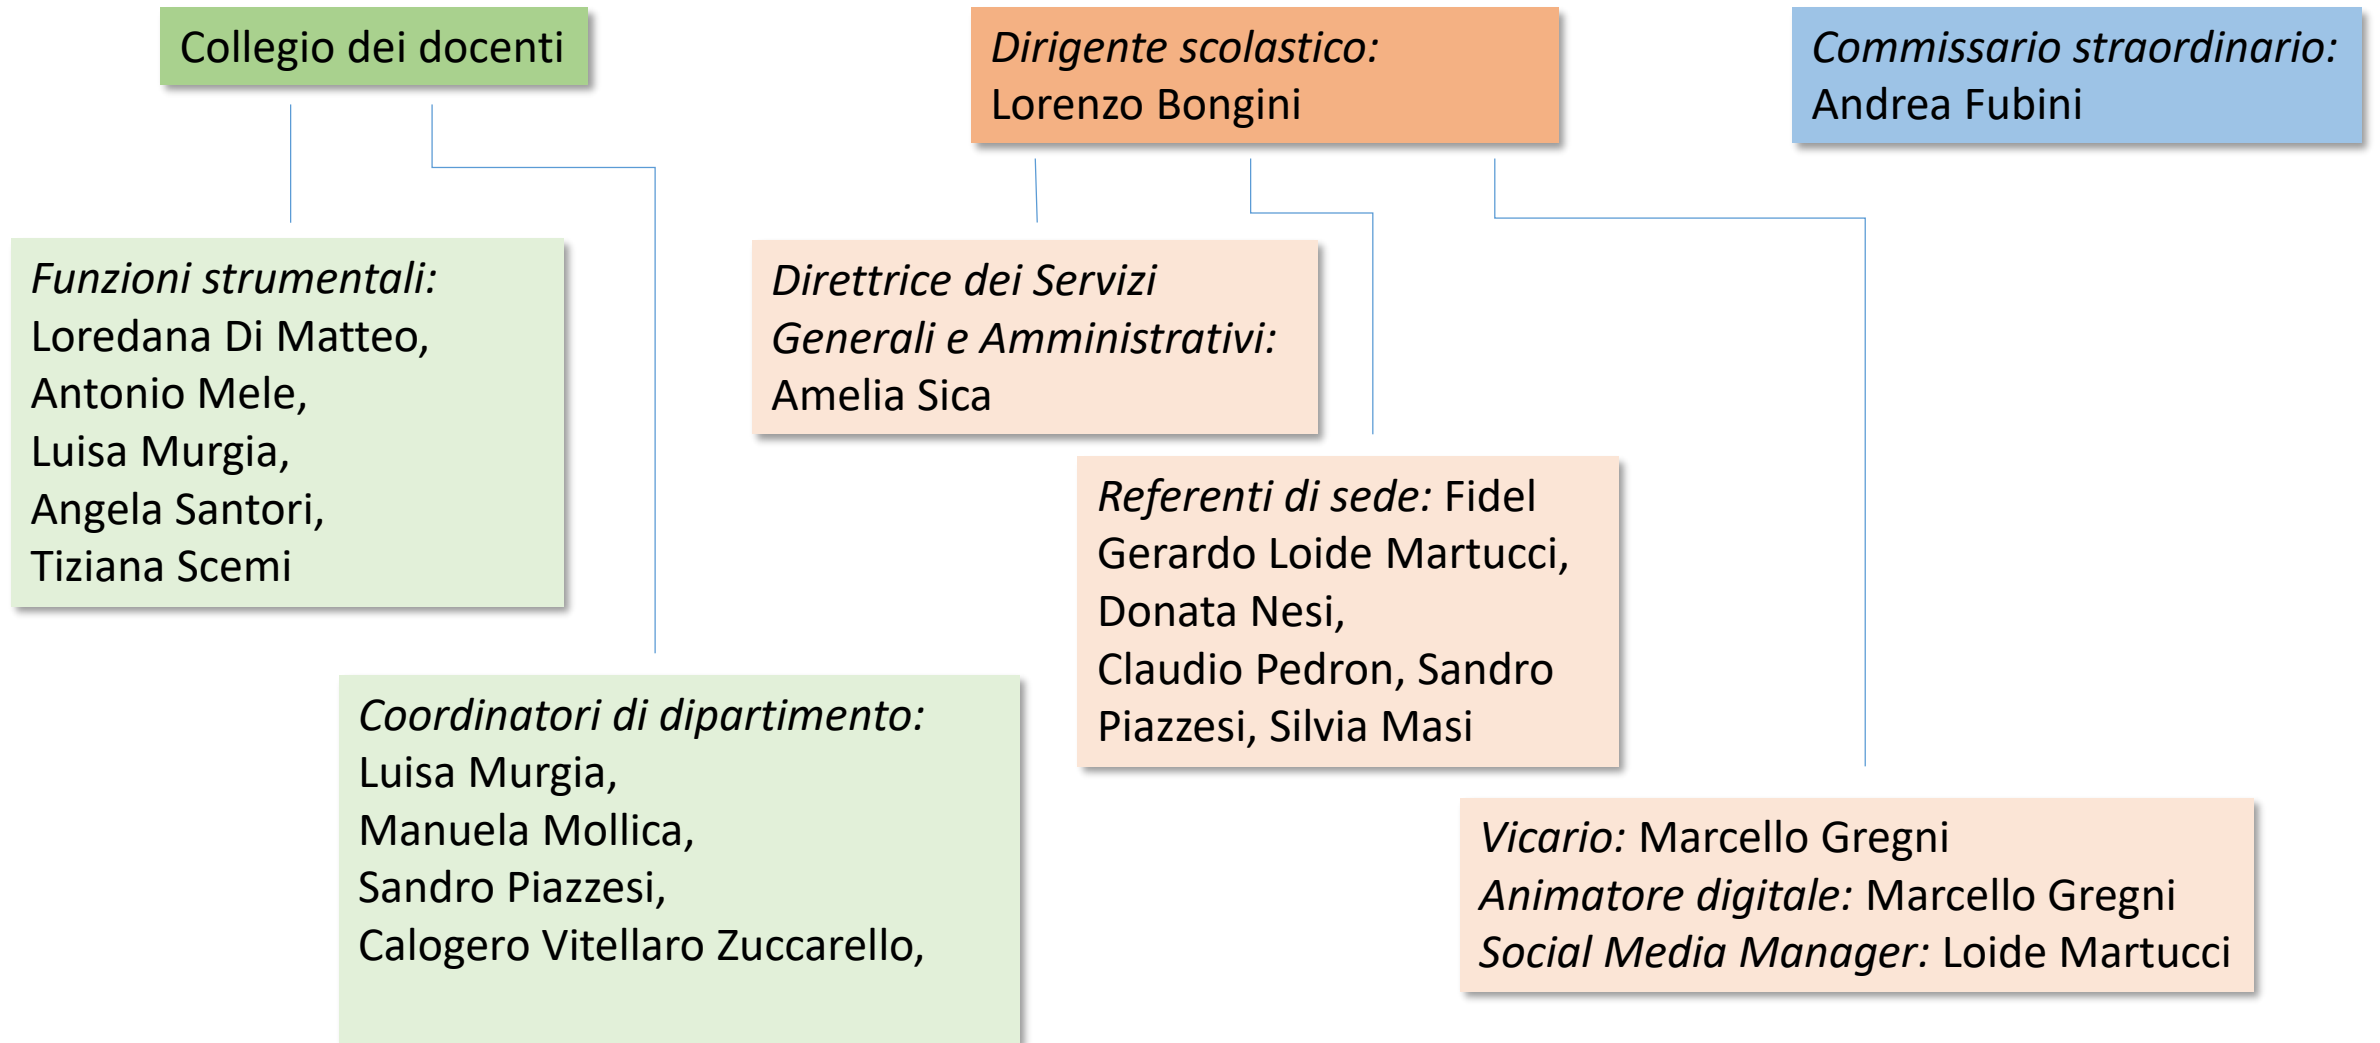 Collegio dei docenti
Dirigente scolastico:
Lorenzo Bongini
Commissario straordinario:
Andrea Fubini
Funzioni strumentali:
Loredana Di Matteo,
Antonio Mele,
Luisa Murgia,
Angela Santori,
Tiziana Scemi
Direttrice dei Servizi
Generali e Amministrativi:
Amelia Sica
Referenti di sede: Fidel
Gerardo Loide Martucci,
Donata Nesi,
Claudio Pedron, Sandro
Piazzesi, Silvia Masi
Coordinatori di dipartimento:
Luisa Murgia,
Manuela Mollica,
Sandro Piazzesi,
Calogero Vitellaro Zuccarello,
Vicario: Marcello Gregni
Animatore digitale: Marcello Gregni
Social Media Manager: Loide Martucci